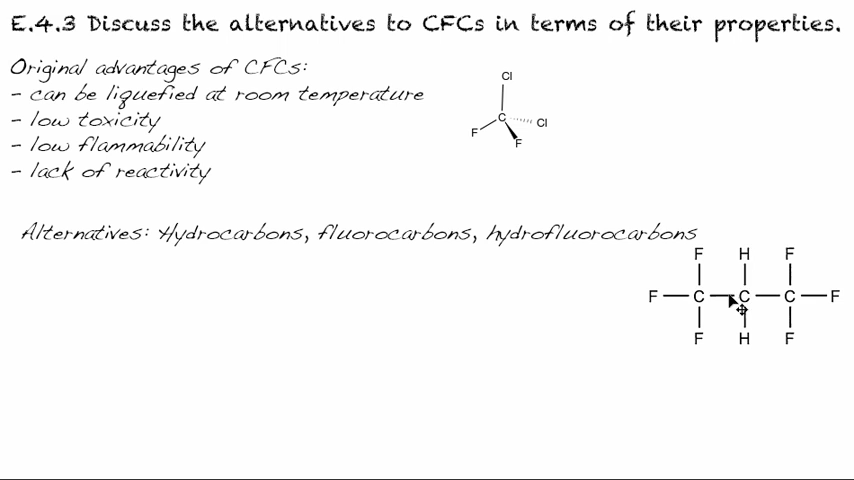 E.4.3 Discuss the alternatives to CFCs in terms of their properties.
Original advantages of CFCs:
- can be liquefied at room temperature
- low toxicity
- low flammability
- lack of reactivity
Cl
C
Cl
F
F
Alternatives: Hydrocarbons, fluorocarbons, hydrofluorocarbons
F H F
F C C C F
F H F